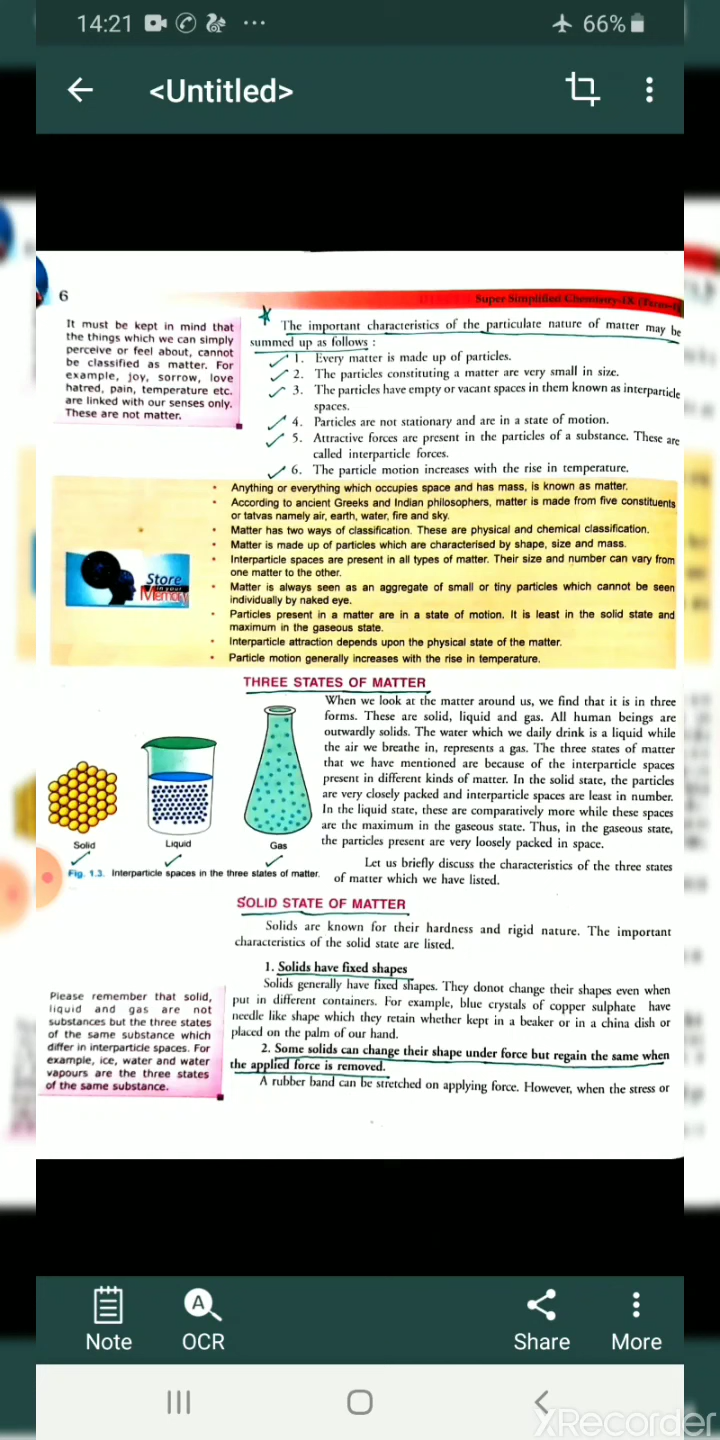 14:21
66%
<Untitled>
6
Super Simplified Chemistry-IX (Term-I)
It must be kept in mind that
the things which we can simply
perceive or feel about, cannot
be classified as matter. For
example, joy, sorrow, love
hatred, pain, temperature etc.
are linked with our senses only.
These are not matter.
The important characteristics of the particulate nature of matter may be
summed up as follows :
1. Every matter is made up of particles.
2. The particles constituting a matter are very small in size.
3. The particles have empty or vacant spaces in them known as interparticle
spaces.
4. Particles are not stationary and are in a state of motion.
5. Attractive forces are present in the particles of a substance. These are
called interparticle forces.
6. The particle motion increases with the rise in temperature.
Store
in your
Memory
• Anything or everything which occupies space and has mass, is known as matter.
• According to ancient Greeks and Indian philosophers, matter is made from five constituents
or tatvas namely air, earth, water, fire and sky.
• Matter has two ways of classification. These are physical and chemical classification.
• Matter is made up of particles which are characterised by shape, size and mass.
• Interparticle spaces are present in all types of matter. Their size and number can vary from
one matter to the other.
• Matter is always seen as an aggregate of small or tiny particles which cannot be seen
individually by naked eye.
• Particles present in a matter are in a state of motion. It is least in the solid state and
maximum in the gaseous state.
• Interparticle attraction depends upon the physical state of the matter.
• Particle motion generally increases with the rise in temperature.
THREE STATES OF MATTER
When we look at the matter around us, we find that it is in three
forms. These are solid, liquid and gas. All human beings are
outwardly solids. The water which we daily drink is a liquid while
the air we breathe in, represents a gas. The three states of matter
that we have mentioned are because of the interparticle spaces
present in different kinds of matter. In the solid state, the particles
are very closely packed and interparticle spaces are least in number.
In the liquid state, these are comparatively more while these spaces
are the maximum in the gaseous state. Thus, in the gaseous state,
the particles present are very loosely packed in space.
Let us briefly discuss the characteristics of the three states
of matter which we have listed.
Solid
Liquid
Gas
Fig. 1.3. Interparticle spaces in the three states of matter.
SOLID STATE OF MATTER
Solids are known for their hardness and rigid nature. The important
characteristics of the solid state are listed.
1. Solids have fixed shapes
Solids generally have fixed shapes. They donot change their shapes even when
put in different containers. For example, blue crystals of copper sulphate have
needle like shape which they retain whether kept in a beaker or in a china dish or
placed on the palm of our hand.
2. Some solids can change their shape under force but regain the same when
the applied force is removed.
A rubber band can be stretched on applying force. However, when the stress or
Please remember that solid,
liquid and gas are not
substances but the three states
of the same substance which
differ in interparticle spaces. For
example, ice, water and water
vapours are the three states
of the same substance.
Note
A
OCR
Share
More
XRecorder